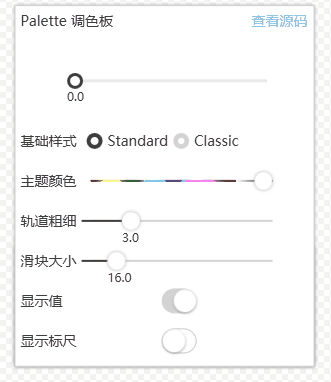 Palette 调色板 查看源码
0.0
基础样式 Standard Classic
主题颜色
轨道粗细
3.0
滑块大小
16.0
显示值
显示标尺